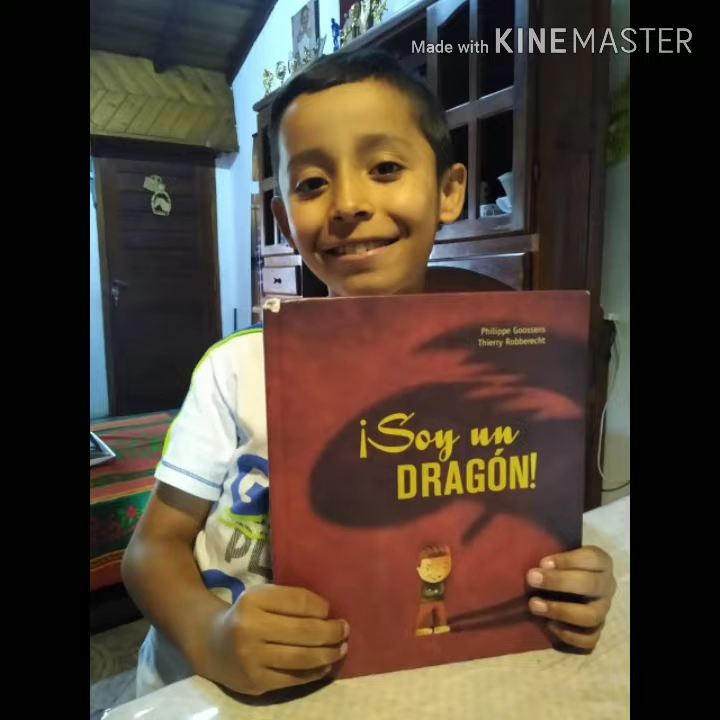 Made with KINEMASTER
Philippe Goossens
Thierry Robberecht
¡Soy un
DRAGÓN!